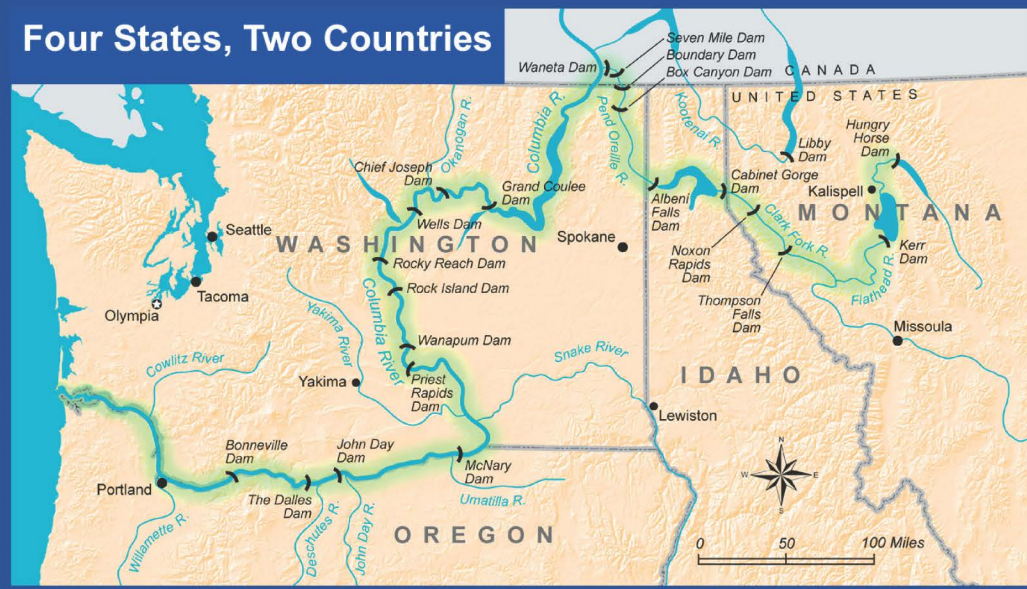 Four States, Two Countries
Seven Mile Dam
Boundary Dam
Box Canyon Dam
Waneta Dam
CANADA
UNITED STATES
Okanogan R.
Columbia R.
Pend Oreille R.
Kootenai R.
Libby
Dam
Hungry
Horse
Dam
Kalispell
Chief Joseph
Dam
Grand Coulee
Dam
Wells Dam
Albeni
Falls
Dam
Cabinet Gorge
Dam
MONTANA
Clark Fork R.
Noxon
Rapids
Dam
Kerr
Dam
Flathead R.
Seattle
WASHINGTON
Spokane
Rocky Reach Dam
Tacoma
Olympia
Rock Island Dam
Thompson
Falls
Dam
Missoula
Columbia River
Yakima River
Wanapum Dam
Cowlitz River
Snake River
Yakima
Priest
Rapids
Dam
IDAHO
Lewiston
Bonneville
Dam
John Day
Dam
McNary
Dam
Portland
The Dalles
Dam
Umatilla R.
Willamette R.
Deschutes R.
John Day R.
OREGON
N
W
E
S
0
50
100 Miles